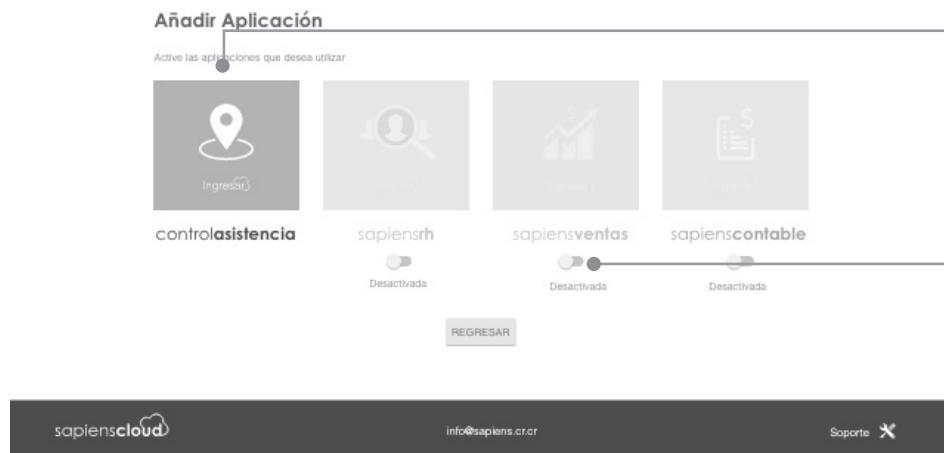 Añadir Aplicación
Active las aplicaciones que desea utilizar
Ingresar
controlasistencia
sapiensrh
sapiensventas
sapienscontable
Desactivada
Desactivada
Desactivada
REGRESAR
sapienscloud
info@sapiens.cr.cr
Soporte